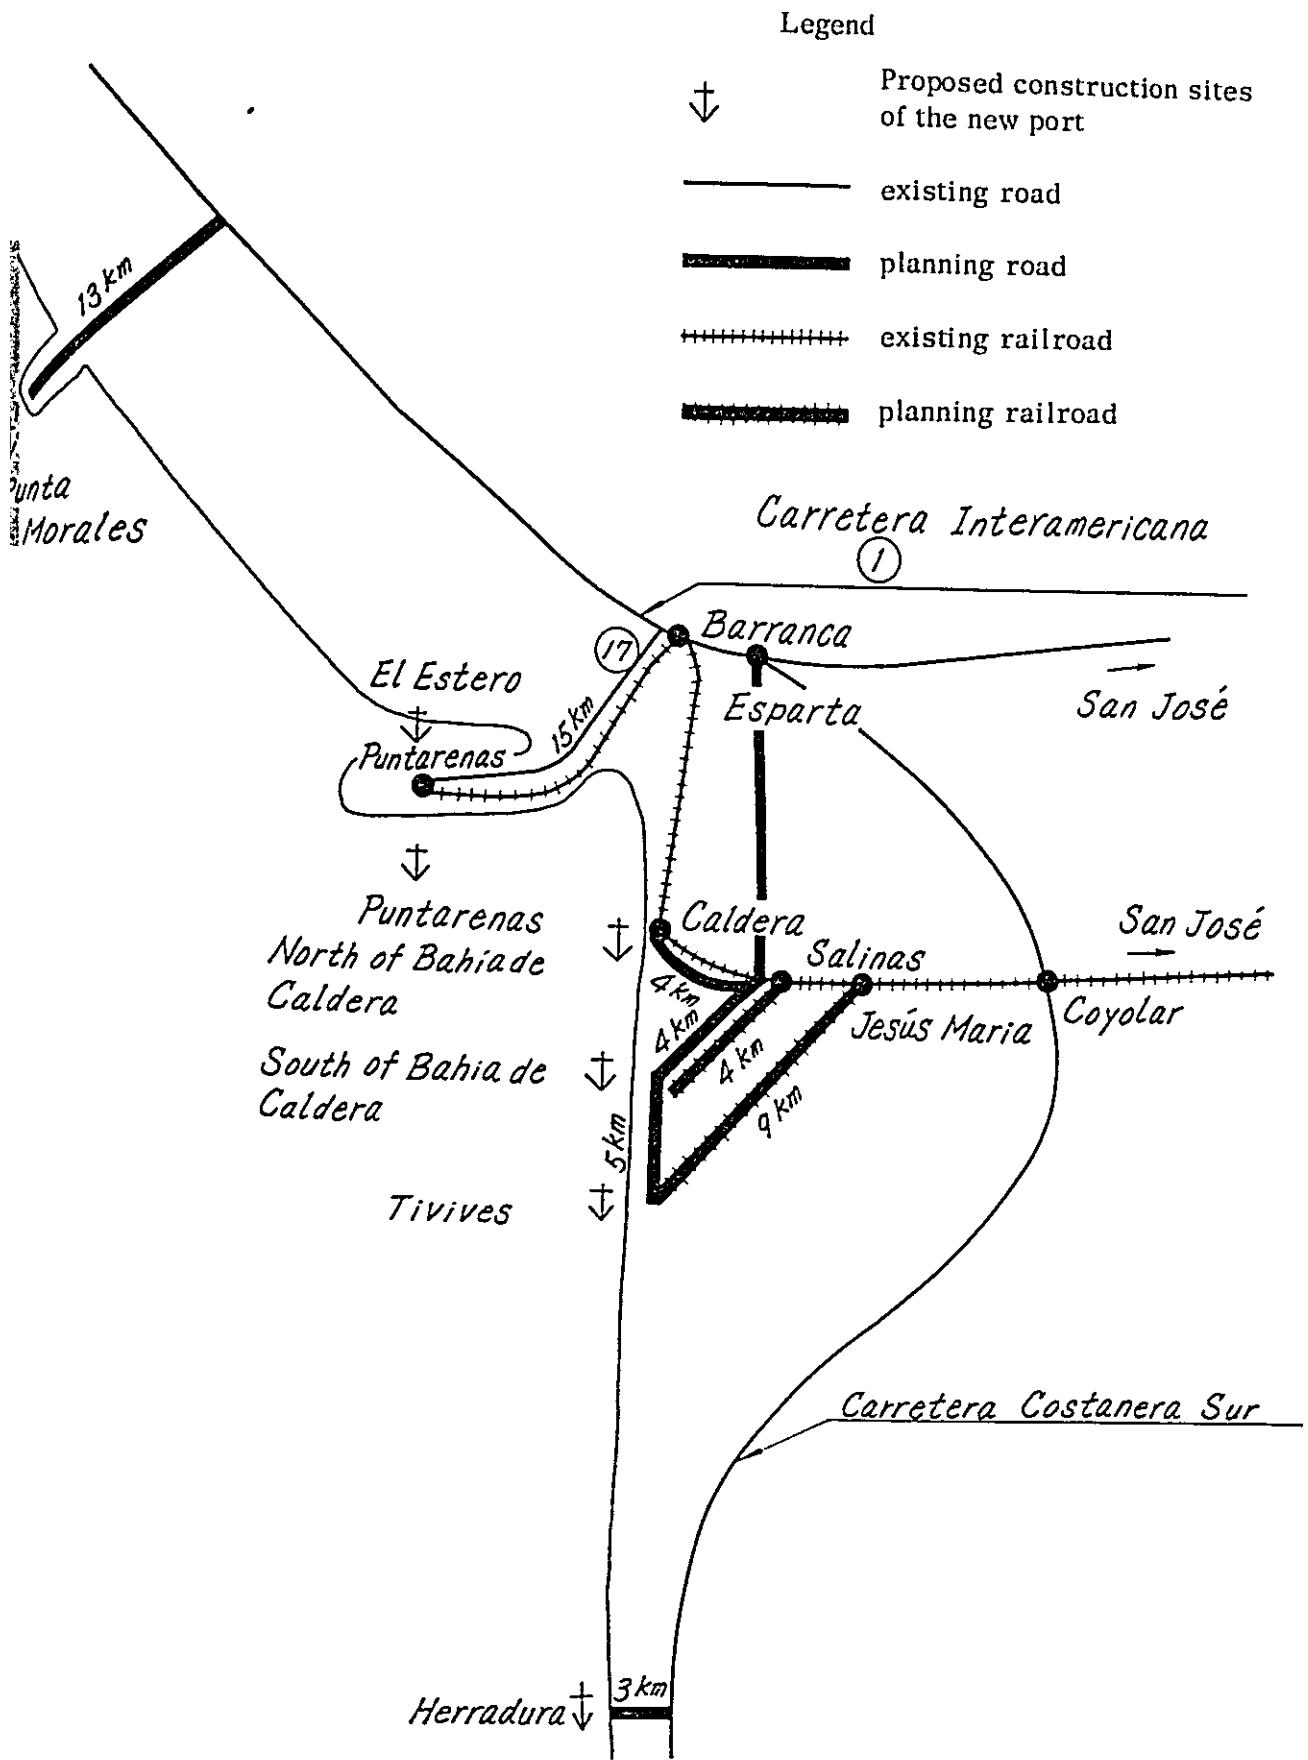 Legend
Proposed construction sites
of the new port
existing road
planning road
existing railroad
planning railroad
13 km
Punta
Morales
Carretera Interamericana
1
17
Barranca
El Estero
15 km
Esparta
San José
Puntarenas
Puntarenas
Caldera
San José
North of Bahía de
Caldera
Salinas
4 km
Jesús Maria
Coyolar
4 km
4 km
South of Bahia de
Caldera
9 km
5 km
Tivives
Carretera Costanera Sur
3 km
Herradura